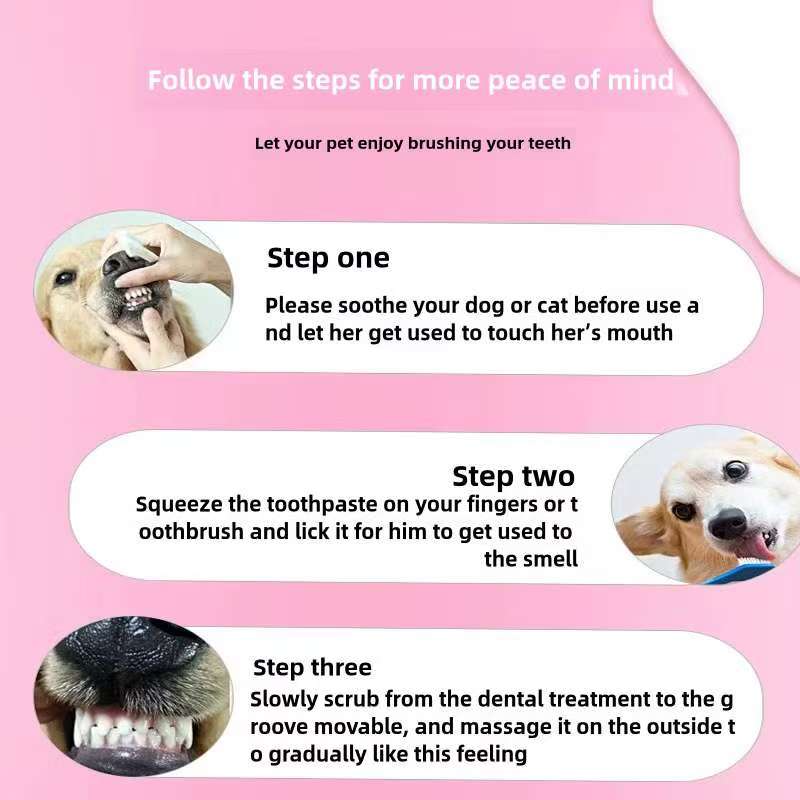 Follow the steps for more peace of mind
Let your pet enjoy brushing your teeth
Step one
Please soothe your dog or cat before use a
nd let her get used to touch her’s mouth
Step two
Squeeze the toothpaste on your fingers or t
oothbrush and lick it for him to get used to
the smell
Step three
Slowly scrub from the dental treatment to the g
roove movable, and massage it on the outside t
o gradually like this feeling